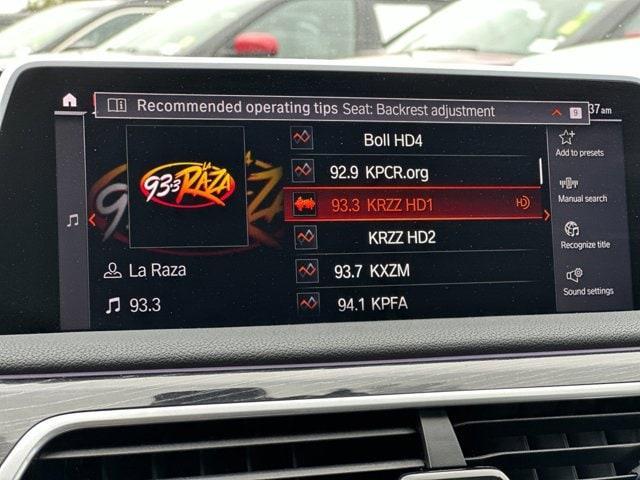 Recommended operating tips Seat: Backrest adjustment
9
37am
Boll HD4
92.9 KPCR.org
93.3 KRZZ HD1
KRZZ HD2
93.7 KXZM
94.1 KPFA
93.3 LA RAZA
La Raza
93.3
Add to presets
Manual search
Recognize title
Sound settings